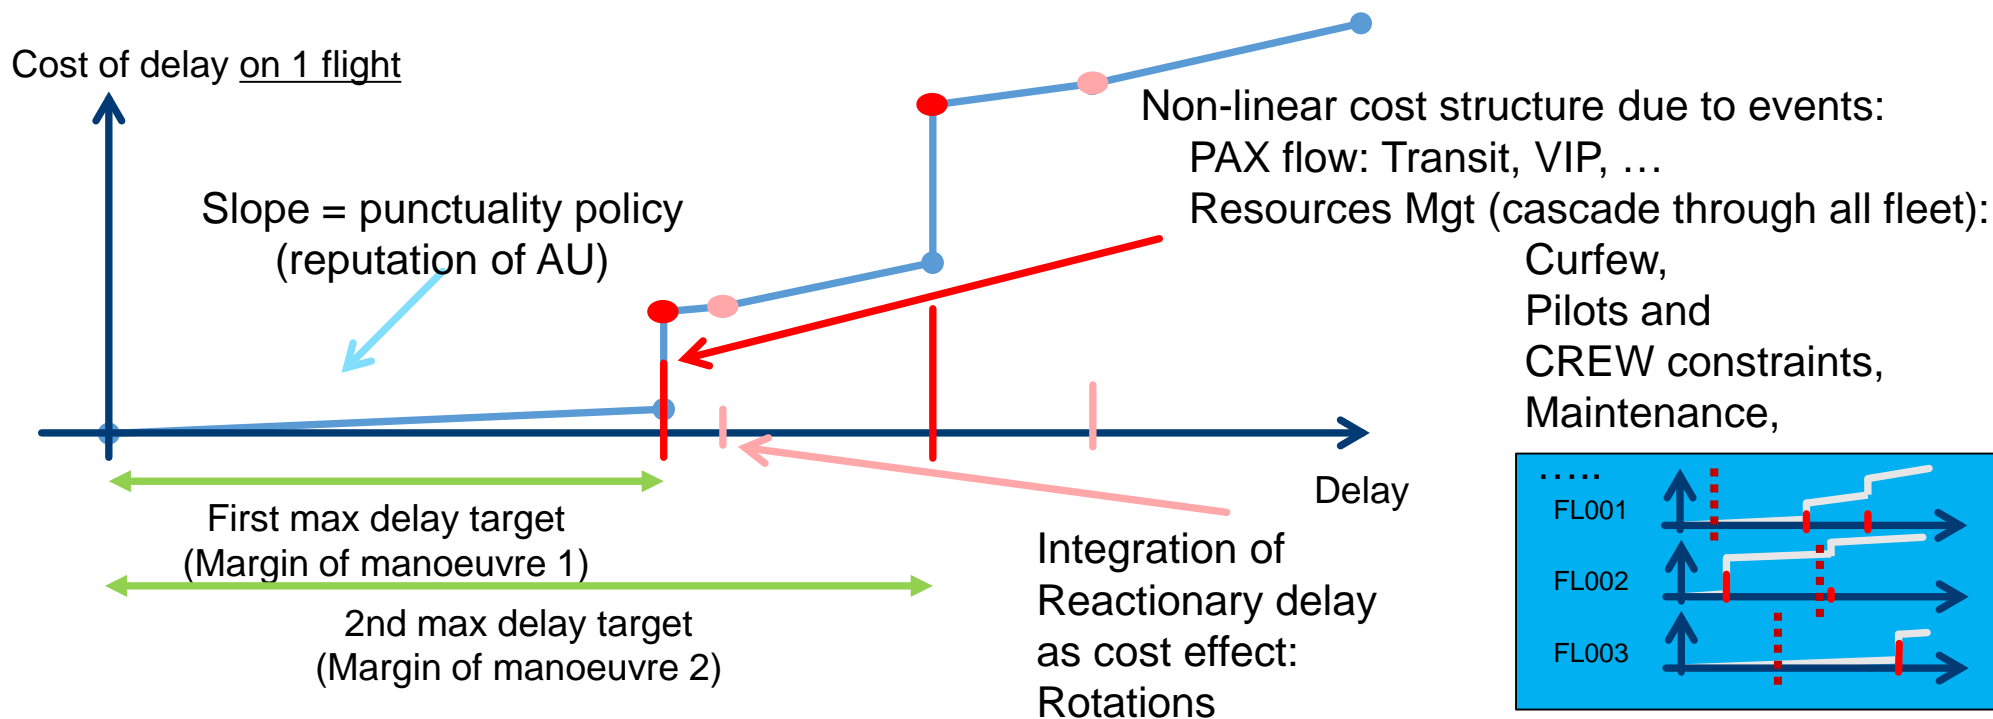 Cost of delay on 1 flight
Non-linear cost structure due to events:
PAX flow: Transit, VIP, …
Resources Mgt (cascade through all fleet):
Curfew,
Pilots and
CREW constraints,
Maintenance,
…..
Slope = punctuality policy
(reputation of AU)
Delay
First max delay target
(Margin of manoeuvre 1)
2nd max delay target
(Margin of manoeuvre 2)
Integration of
Reactionary delay
as cost effect:
Rotations
FL001
FL002
FL003